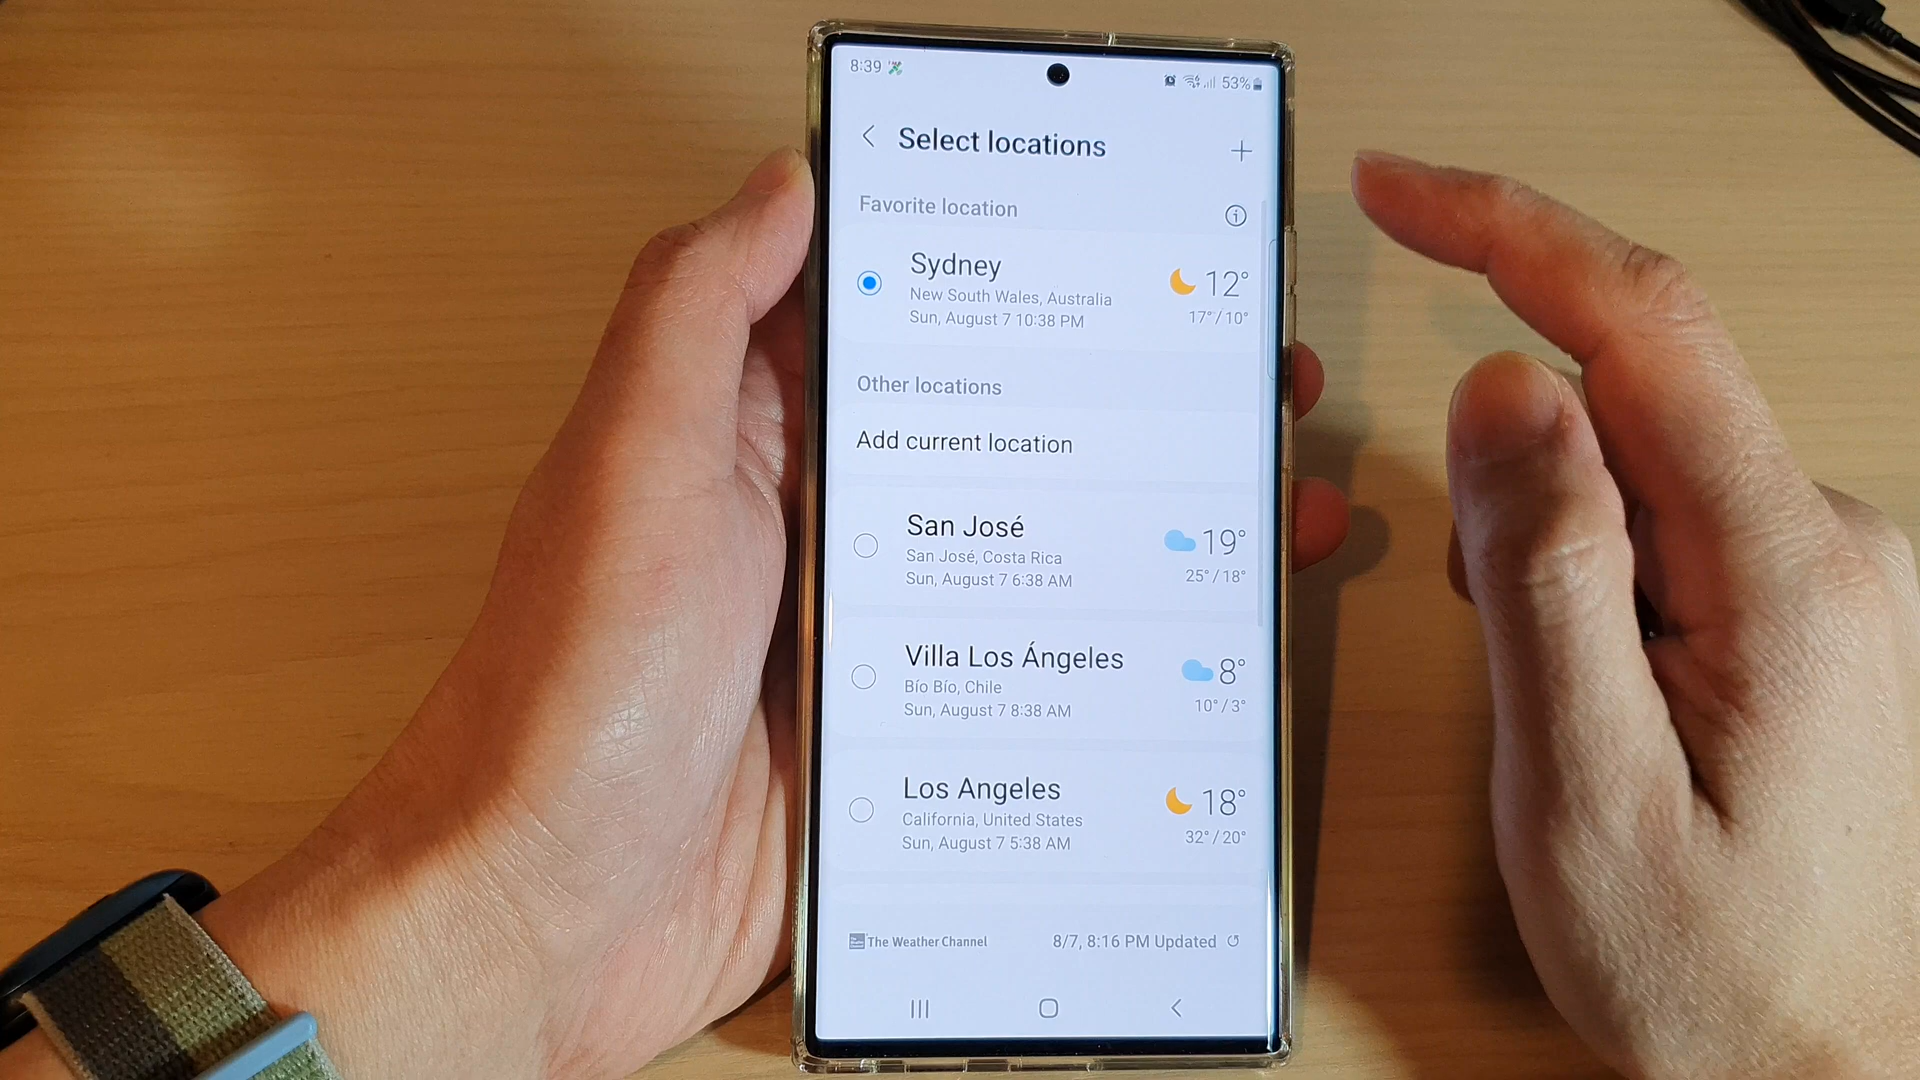 8:39
53%
Select locations
Favorite location
Sydney
12°
New South Wales, Australia
17°/10°
Sun, August 7 10:38 PM
Other locations
Add current location
San José
19°
San José, Costa Rica
25°/18°
Sun, August 7 6:38 AM
Villa Los Ángeles
8°
Bío Bío, Chile
10°/3°
Sun, August 7 8:38 AM
Los Angeles
18°
California, United States
32°/20°
Sun, August 7 5:38 AM
The Weather Channel
8/7, 8:16 PM Updated